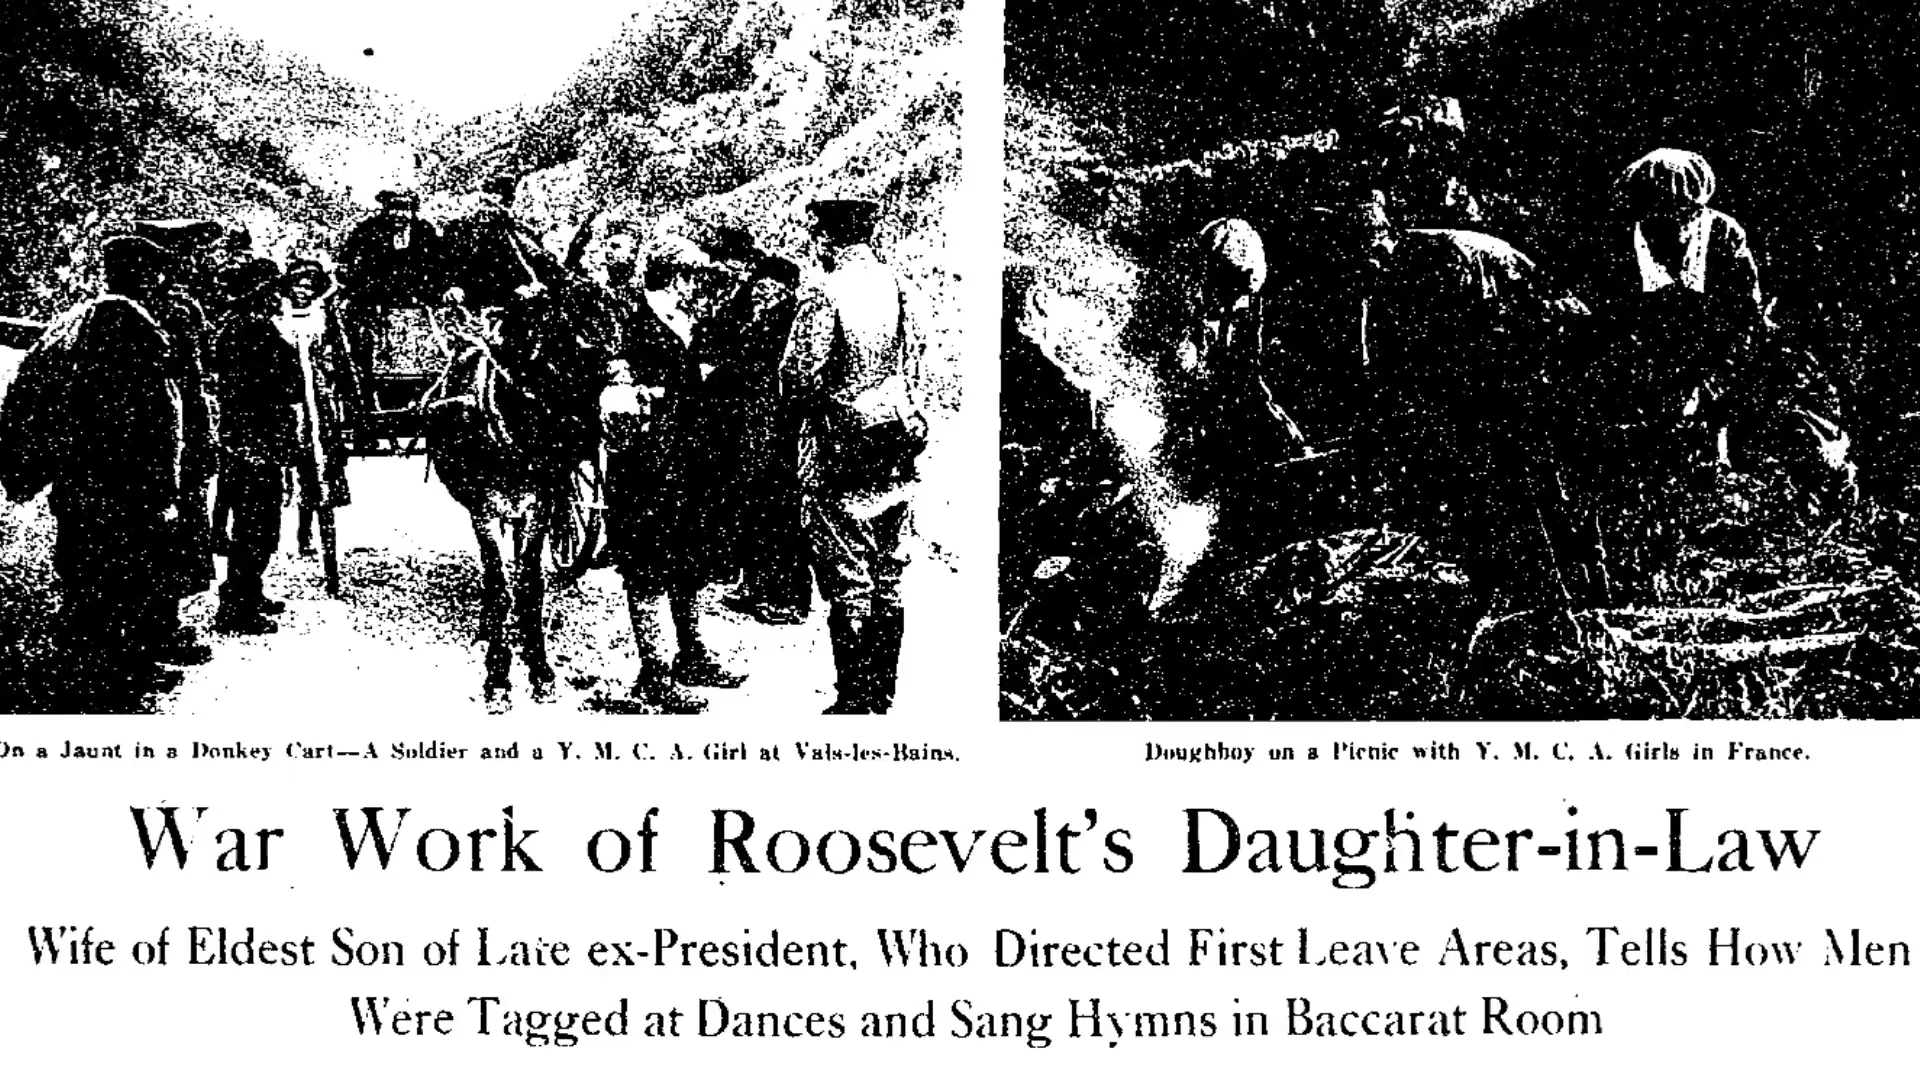 On a Jaunt in a Donkey Cart—A Soldier and a Y. M. C. A. Girl at Vals-les-Bains.
Doughboy on a Picnic with Y. M. C. A. Girls in France.
War Work of Roosevelt's Daughter-in-Law
Wife of Eldest Son of Late ex-President, Who Directed First Leave Areas, Tells How Men
Were Tagged at Dances and Sang Hymns in Baccarat Room